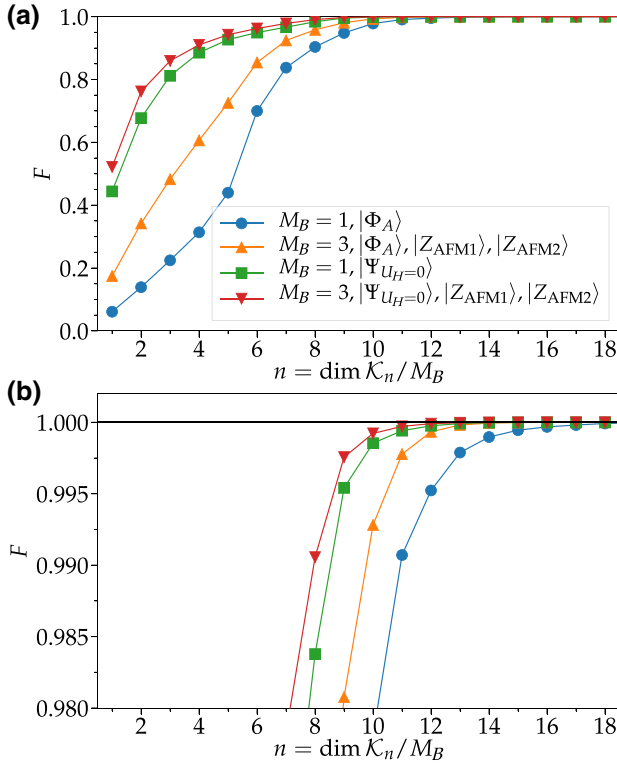 (a)
1.0
0.8
0.6
0.4
0.2
0.0
F
M_B = 1, |Φ_A⟩
M_B = 3, |Φ_A⟩, |Z_AFM1⟩, |Z_AFM2⟩
M_B = 1, |Ψ_{U_H=0}⟩
M_B = 3, |Ψ_{U_H=0}⟩, |Z_AFM1⟩, |Z_AFM2⟩
2 4 6 8 10 12 14 16 18
n = dim 𝒦_n/M_B
(b)
1.000
0.995
0.990
0.985
0.980
F
2 4 6 8 10 12 14 16 18
n = dim 𝒦_n/M_B